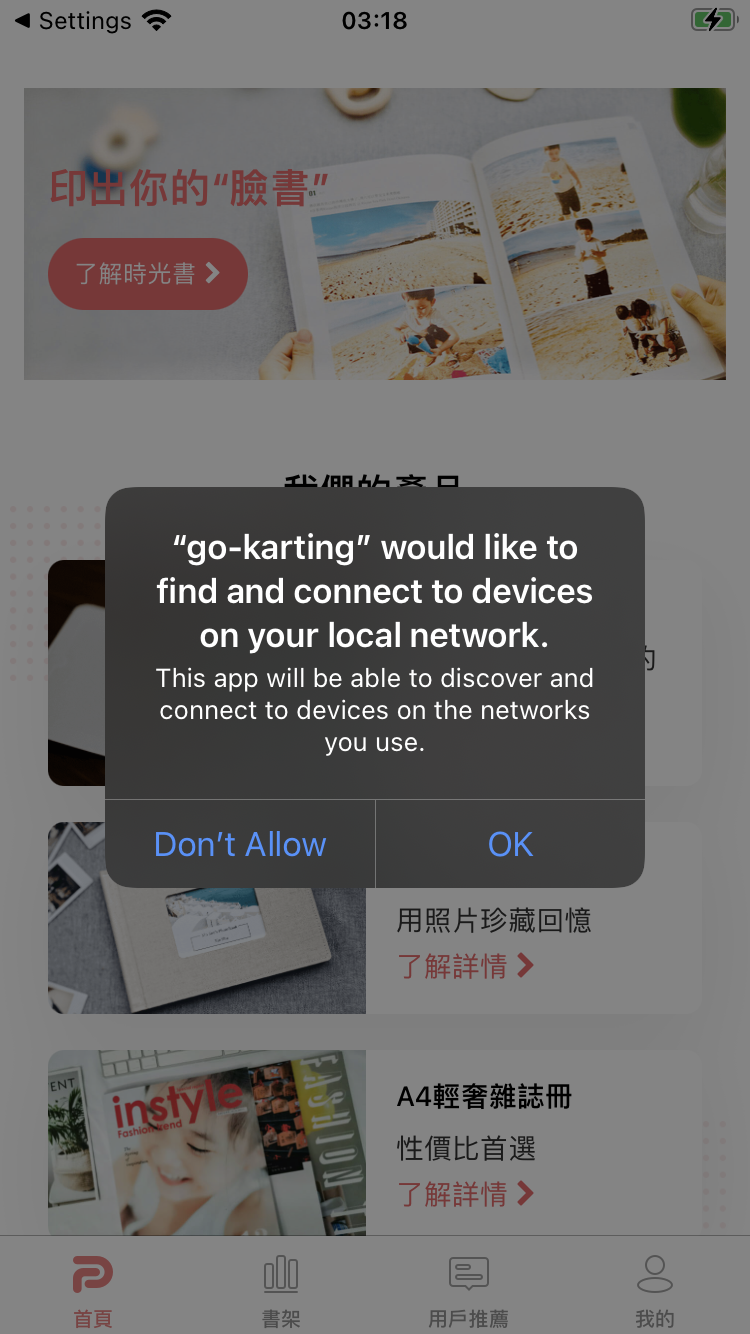 Settings
03:18
印出你的“臉書”
01
了解時光書
我們的產品
“go-karting” would like to
find and connect to devices
on your local network.
This app will be able to discover and
connect to devices on the networks
you use.
Don’t Allow
OK
用照片珍藏回憶
了解詳情
instyle
Fashion trend
FASHION
A4輕奢雜誌冊
性價比首選
了解詳情
首頁
書架
用戶推薦
我的